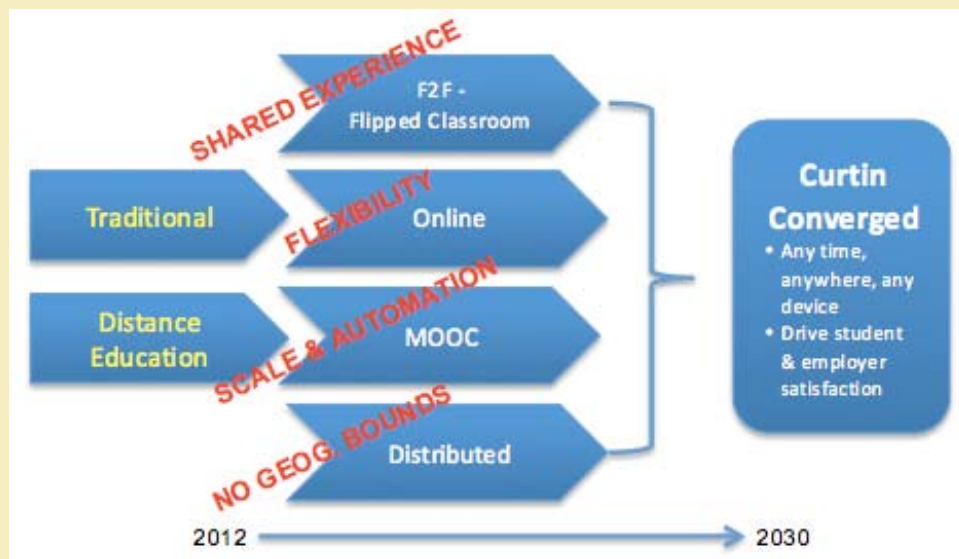 SHARED EXPERIENCE
F2F -
Flipped Classroom
Traditional
FLEXIBILITY
Online
Distance
Education
SCALE & AUTOMATION
MOOC
NO GEOG. BOUNDS
Distributed
Curtin
Converged
• Any time,
anywhere, any
device
• Drive student
& employer
satisfaction
2012
2030